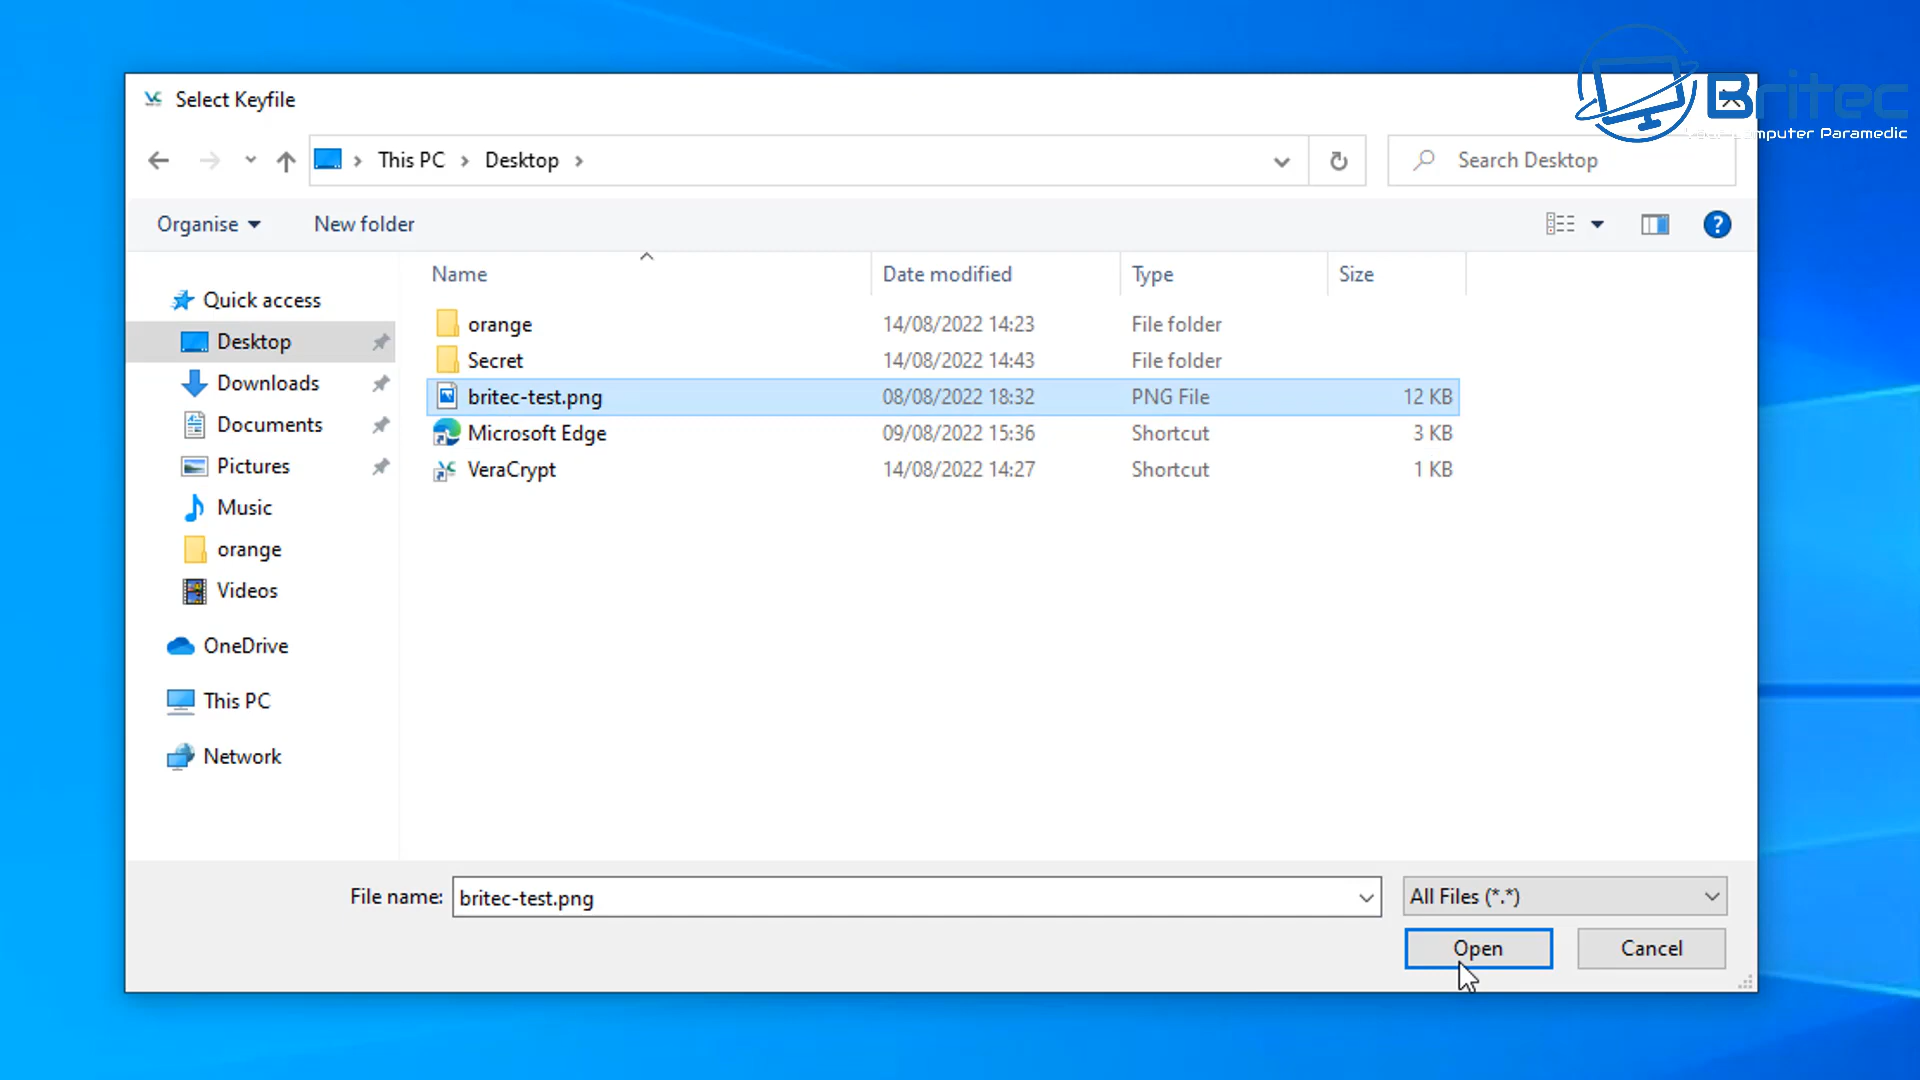 Select Keyfile
Britec
Your Computer Paramedic
This PC Desktop
Search Desktop
Organise New folder
Name Date modified Type Size
Quick access
Desktop
Downloads
Documents
Pictures
Music
orange
Videos
OneDrive
This PC
Network
orange 14/08/2022 14:23 File folder
Secret 14/08/2022 14:43 File folder
britec-test.png 08/08/2022 18:32 PNG File 12 KB
Microsoft Edge 09/08/2022 15:36 Shortcut 3 KB
VeraCrypt 14/08/2022 14:27 Shortcut 1 KB
File name: britec-test.png All Files (*.*)
Open Cancel